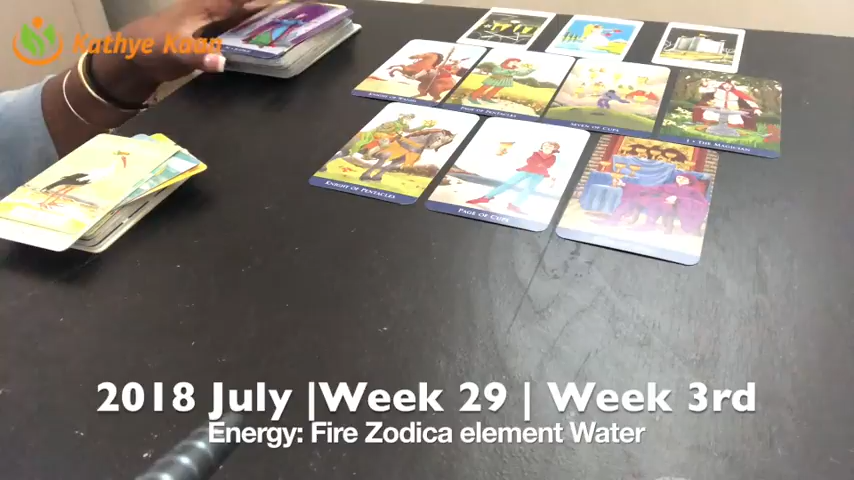 Kathye Kaan
KNIGHT OF WANDS
PAGE OF PENTACLES
SEVEN OF CUPS
I • THE MAGICIAN
KNIGHT OF PENTACLES
PAGE OF CUPS
2018 July |Week 29 | Week 3rd
Energy: Fire Zodica element Water